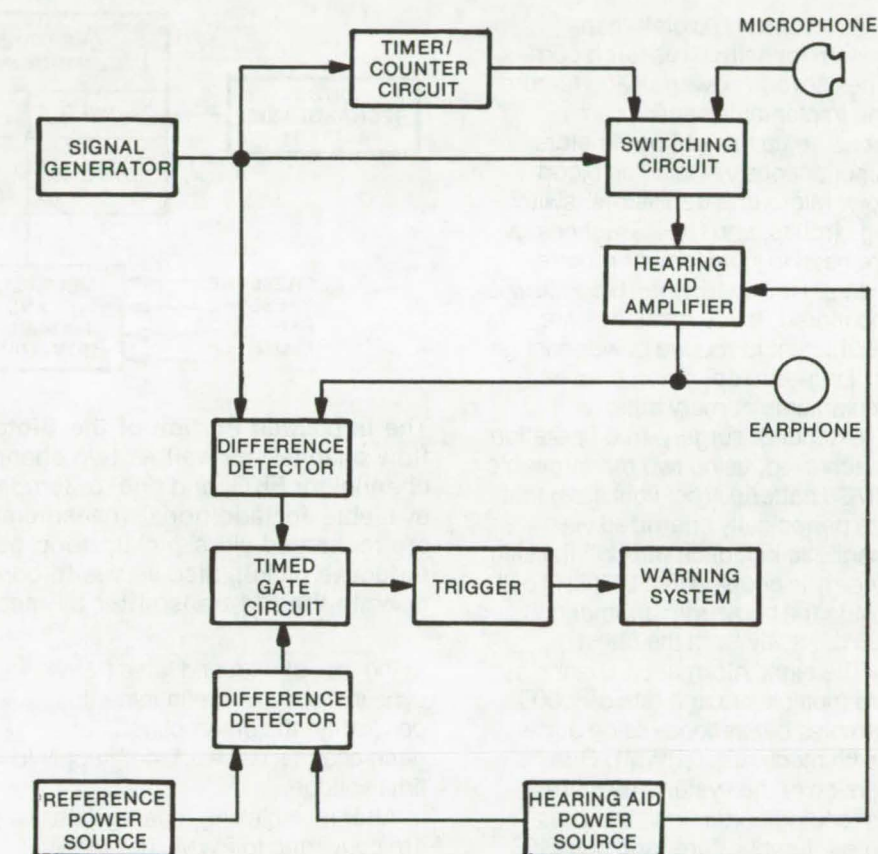 MICROPHONE
TIMER/
COUNTER
CIRCUIT
SIGNAL
GENERATOR
SWITCHING
CIRCUIT
HEARING
AID
AMPLIFIER
EARPHONE
DIFFERENCE
DETECTOR
TIMED
GATE
CIRCUIT
TRIGGER
WARNING
SYSTEM
DIFFERENCE
DETECTOR
REFERENCE
POWER
SOURCE
HEARING AID
POWER
SOURCE